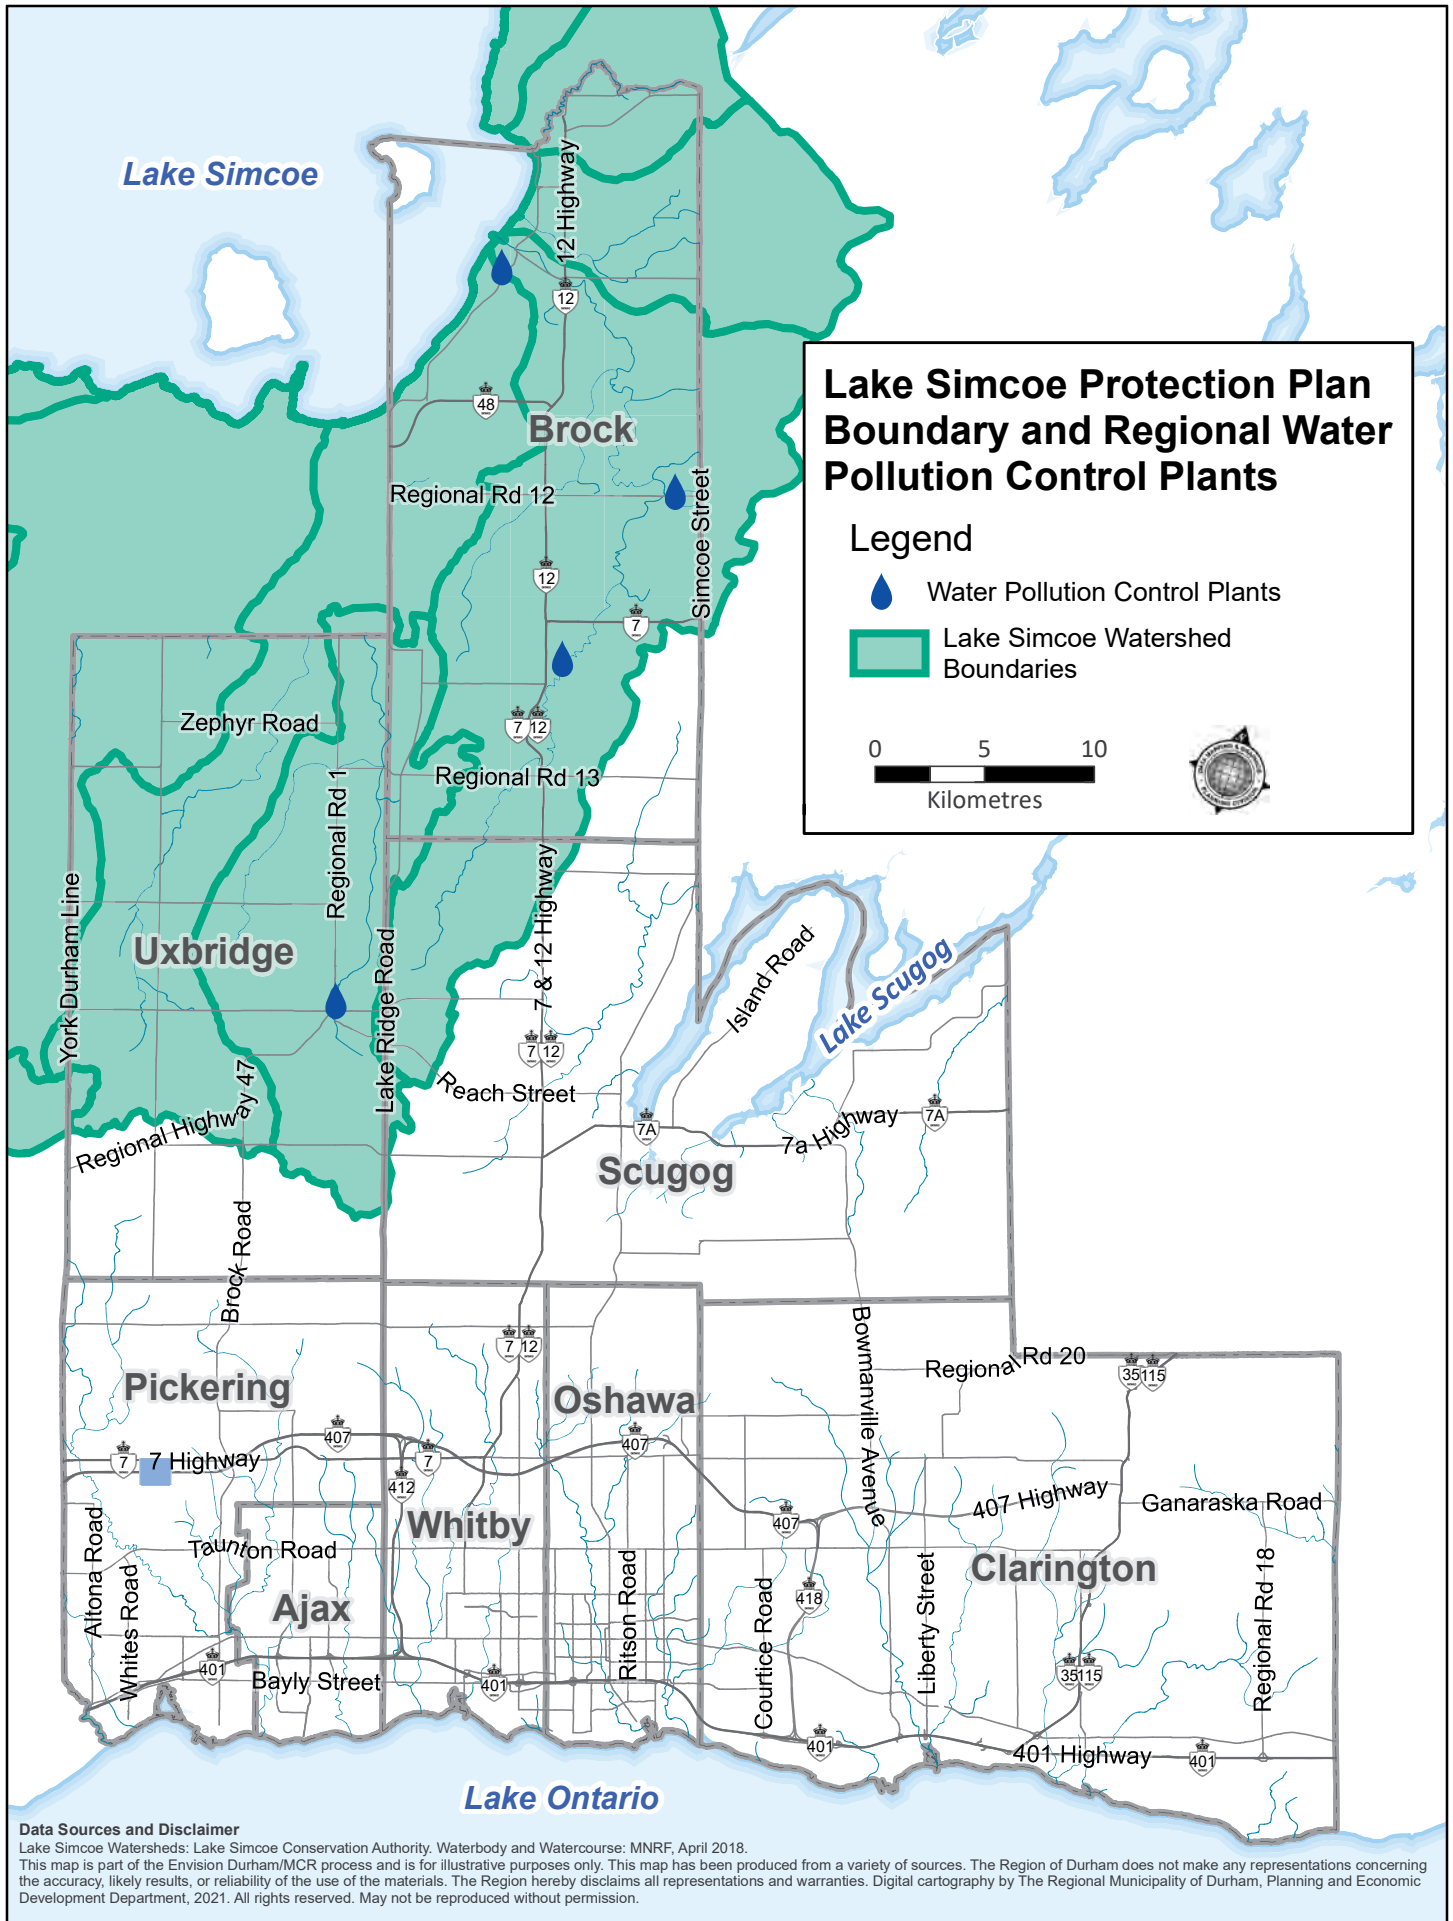 Lake Simcoe
12 Highway
12
48
Brock
Regional Rd 12
Simcoe Street
12
7
Lake Simcoe Protection Plan
Boundary and Regional Water
Pollution Control Plants
Legend
Water Pollution Control Plants
Lake Simcoe Watershed
Boundaries
0 5 10
Kilometres
Zephyr Road
7 12
Regional Rd 13
Regional Rd 1
York Durham Line
Uxbridge
Lake Ridge Road
7 & 12 Highway
Island Road
Lake Scugog
7 12
Reach Street
Regional Highway 47
7A
7a Highway
7A
Scugog
Brock Road
7 12
Bowmanville Avenue
Regional Rd 20
35 115
Pickering
Oshawa
407
407
7
7 Highway
7
412
407
407 Highway
Ganaraska Road
Whitby
Altona Road
Taunton Road
Whites Road
Ajax
Ritson Road
Courtice Road
418
Liberty Street
Clarington
Regional Rd 18
401
Bayly Street
401
35 115
401
401 Highway
401
Lake Ontario
Data Sources and Disclaimer
Lake Simcoe Watersheds: Lake Simcoe Conservation Authority. Waterbody and Watercourse: MNRF, April 2018.
This map is part of the Envision Durham/MCR process and is for illustrative purposes only. This map has been produced from a variety of sources. The Region of Durham does not make any representations concerning
the accuracy, likely results, or reliability of the use of the materials. The Region hereby disclaims all representations and warranties. Digital cartography by The Regional Municipality of Durham, Planning and Economic
Development Department, 2021. All rights reserved. May not be reproduced without permission.